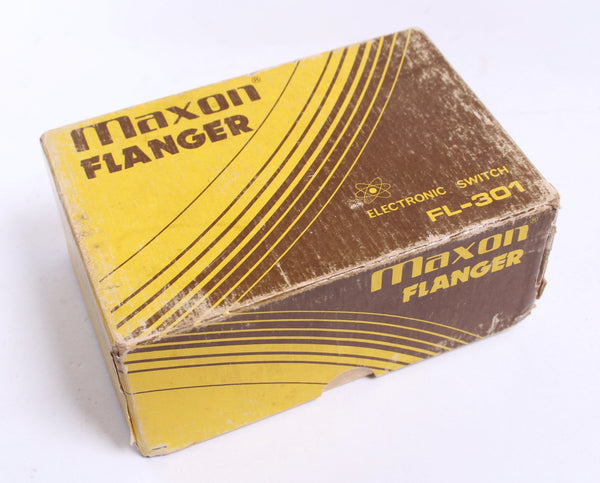 maxon®
FLANGER
ELECTRONIC SWITCH
FL-301
maxon®
FLANGER